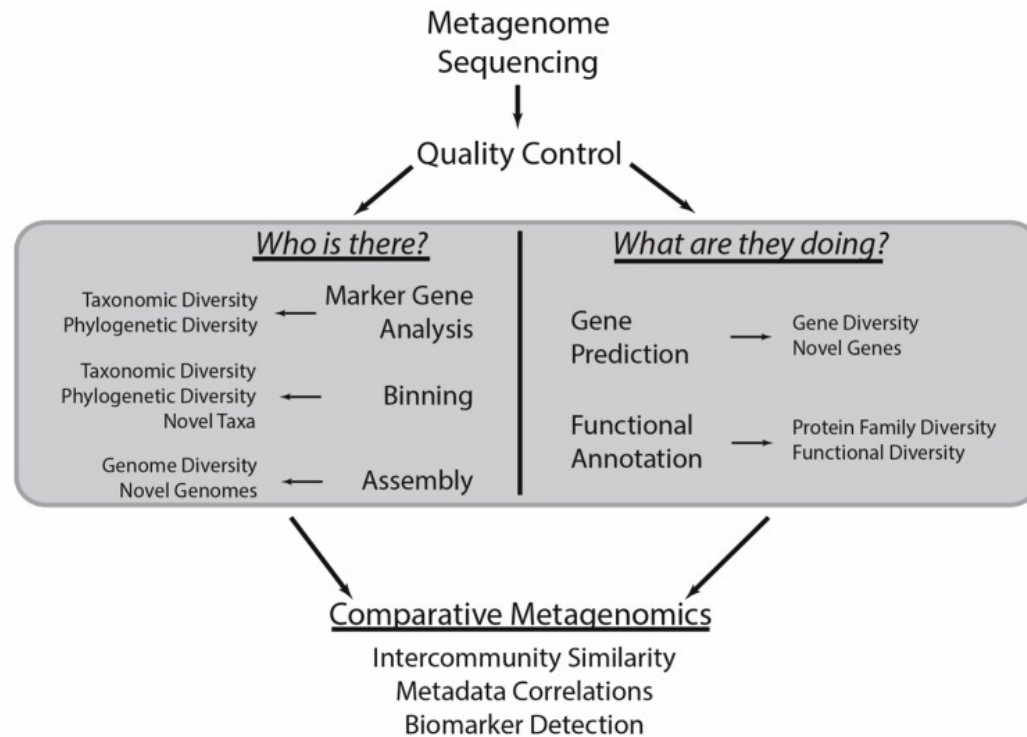 Metagenome
Sequencing
Quality Control
Who is there?
Taxonomic Diversity
Phylogenetic Diversity
Marker Gene
Analysis
Taxonomic Diversity
Phylogenetic Diversity
Novel Taxa
Binning
Genome Diversity
Novel Genomes
Assembly
What are they doing?
Gene
Prediction
Gene Diversity
Novel Genes
Functional
Annotation
Protein Family Diversity
Functional Diversity
Comparative Metagenomics
Intercommunity Similarity
Metadata Correlations
Biomarker Detection